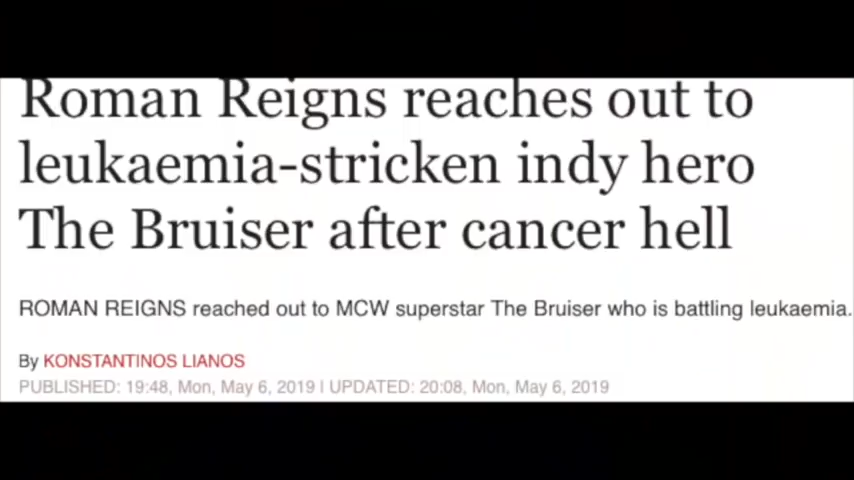 Roman Reigns reaches out to
leukaemia-stricken indy hero
The Bruiser after cancer hell
ROMAN REIGNS reached out to MCW superstar The Bruiser who is battling leukaemia.
By KONSTANTINOS LIANOS
PUBLISHED: 19:48, Mon, May 6, 2019 | UPDATED: 20:08, Mon, May 6, 2019